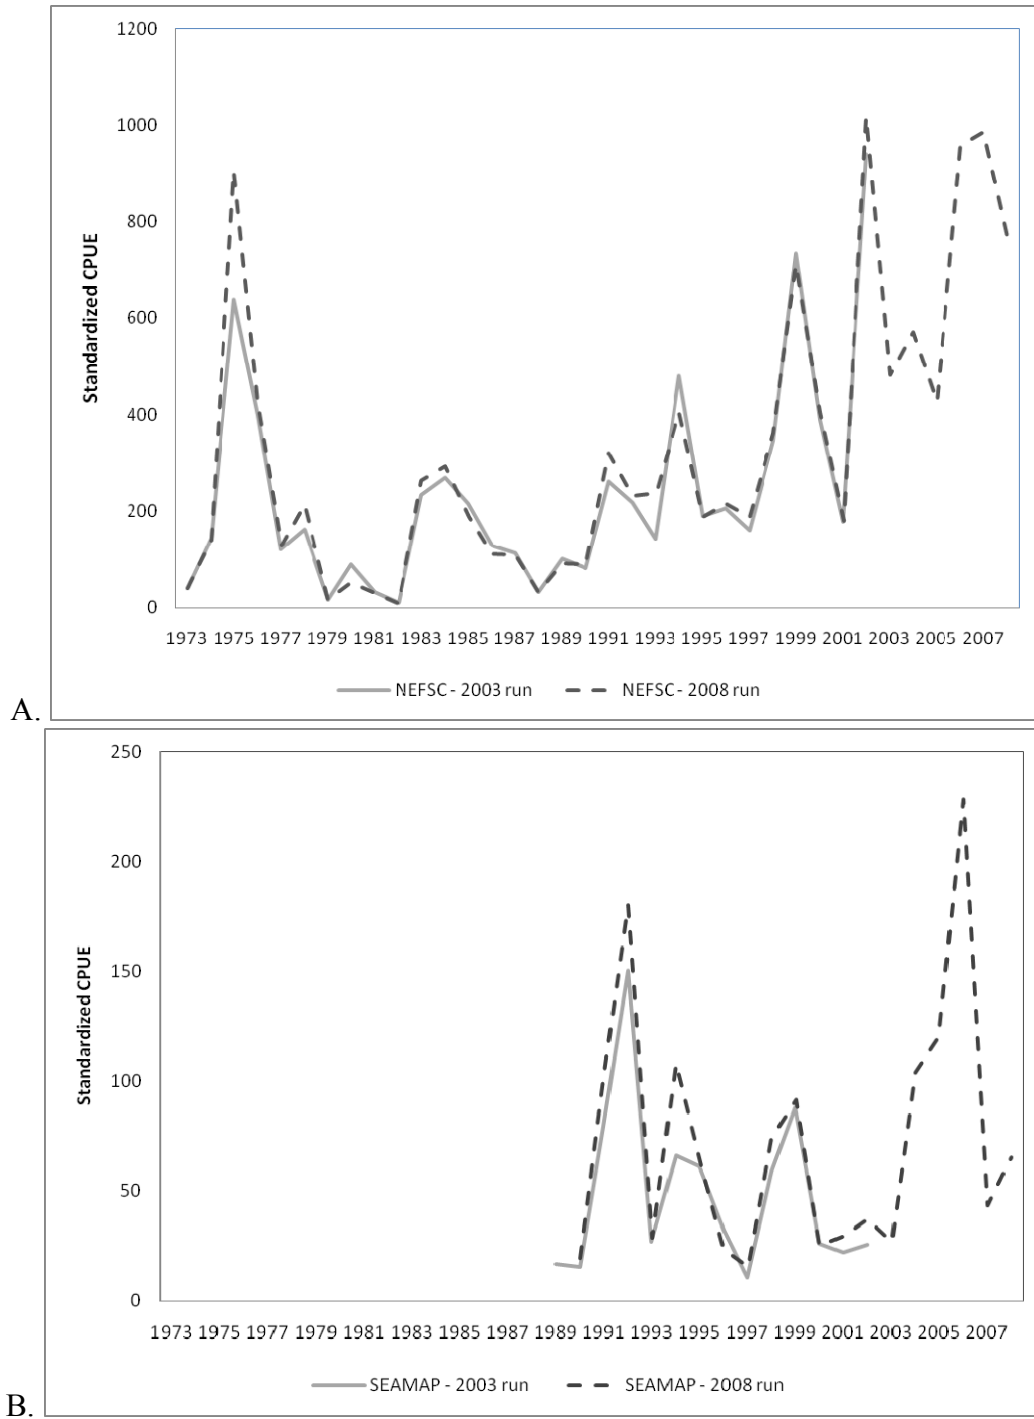 1200
1000
800
600
400
200
0
Standardized CPUE
1973 1975 1977 1979 1981 1983 1985 1987 1989 1991 1993 1995 1997 1999 2001 2003 2005 2007
NEFSC - 2003 run NEFSC - 2008 run
A.
250
200
150
100
50
0
Standardized CPUE
1973 1975 1977 1979 1981 1983 1985 1987 1989 1991 1993 1995 1997 1999 2001 2003 2005 2007
SEAMAP - 2003 run SEAMAP - 2008 run
B.